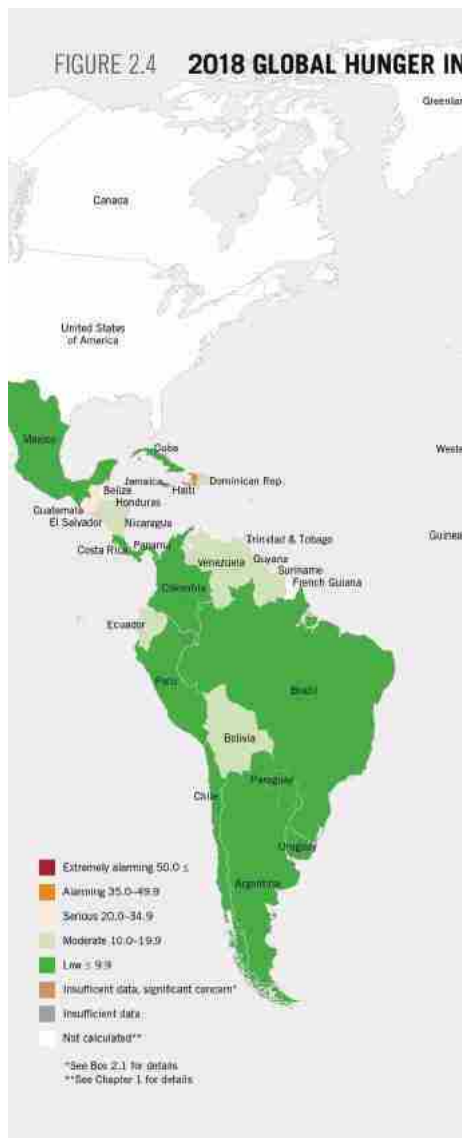 FIGURE 2.4 2018 GLOBAL HUNGER IN
Greenlan
Canada
United States
of America
Mexico
Cuba
Weste
Jamaica
Haiti
Dominican Rep.
Belize
Honduras
Guatemala
El Salvador
Nicaragua
Guinea
Costa Rica
Panama
Trinidad & Tobago
Venezuela
Guyana
Suriname
French Guiana
Colombia
Ecuador
Peru
Brazil
Bolivia
Paraguay
Chile
Uruguay
Argentina
Extremely alarming 50.0 ≤
Alarming 35.0–49.9
Serious 20.0–34.9
Moderate 10.0–19.9
Low ≤ 9.9
Insufficient data, significant concern*
Insufficient data
Not calculated**
*See Box 2.1 for details
**See Chapter 1 for details